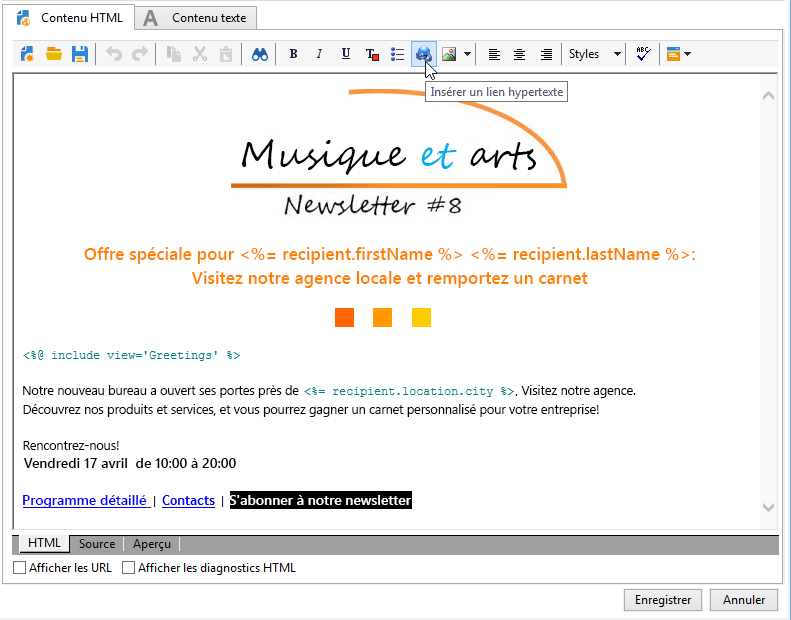 Contenu HTML
Contenu texte
B I U T Styles ABC
Insérer un lien hypertexte
Musique et arts
Newsletter #8
Offre spéciale pour <%= recipient.firstName %> <%= recipient.lastName %>:
Visitez notre agence locale et remportez un carnet
<%@ include view='Greetings' %>
Notre nouveau bureau a ouvert ses portes près de <%= recipient.location.city %>. Visitez notre agence.
Découvrez nos produits et services, et vous pourrez gagner un carnet personnalisé pour votre entreprise!
Rencontrez-nous!
Vendredi 17 avril de 10:00 à 20:00
Programme détaillé | Contacts | S'abonner à notre newsletter
HTML Source Aperçu
Afficher les URL Afficher les diagnostics HTML
Enregistrer Annuler